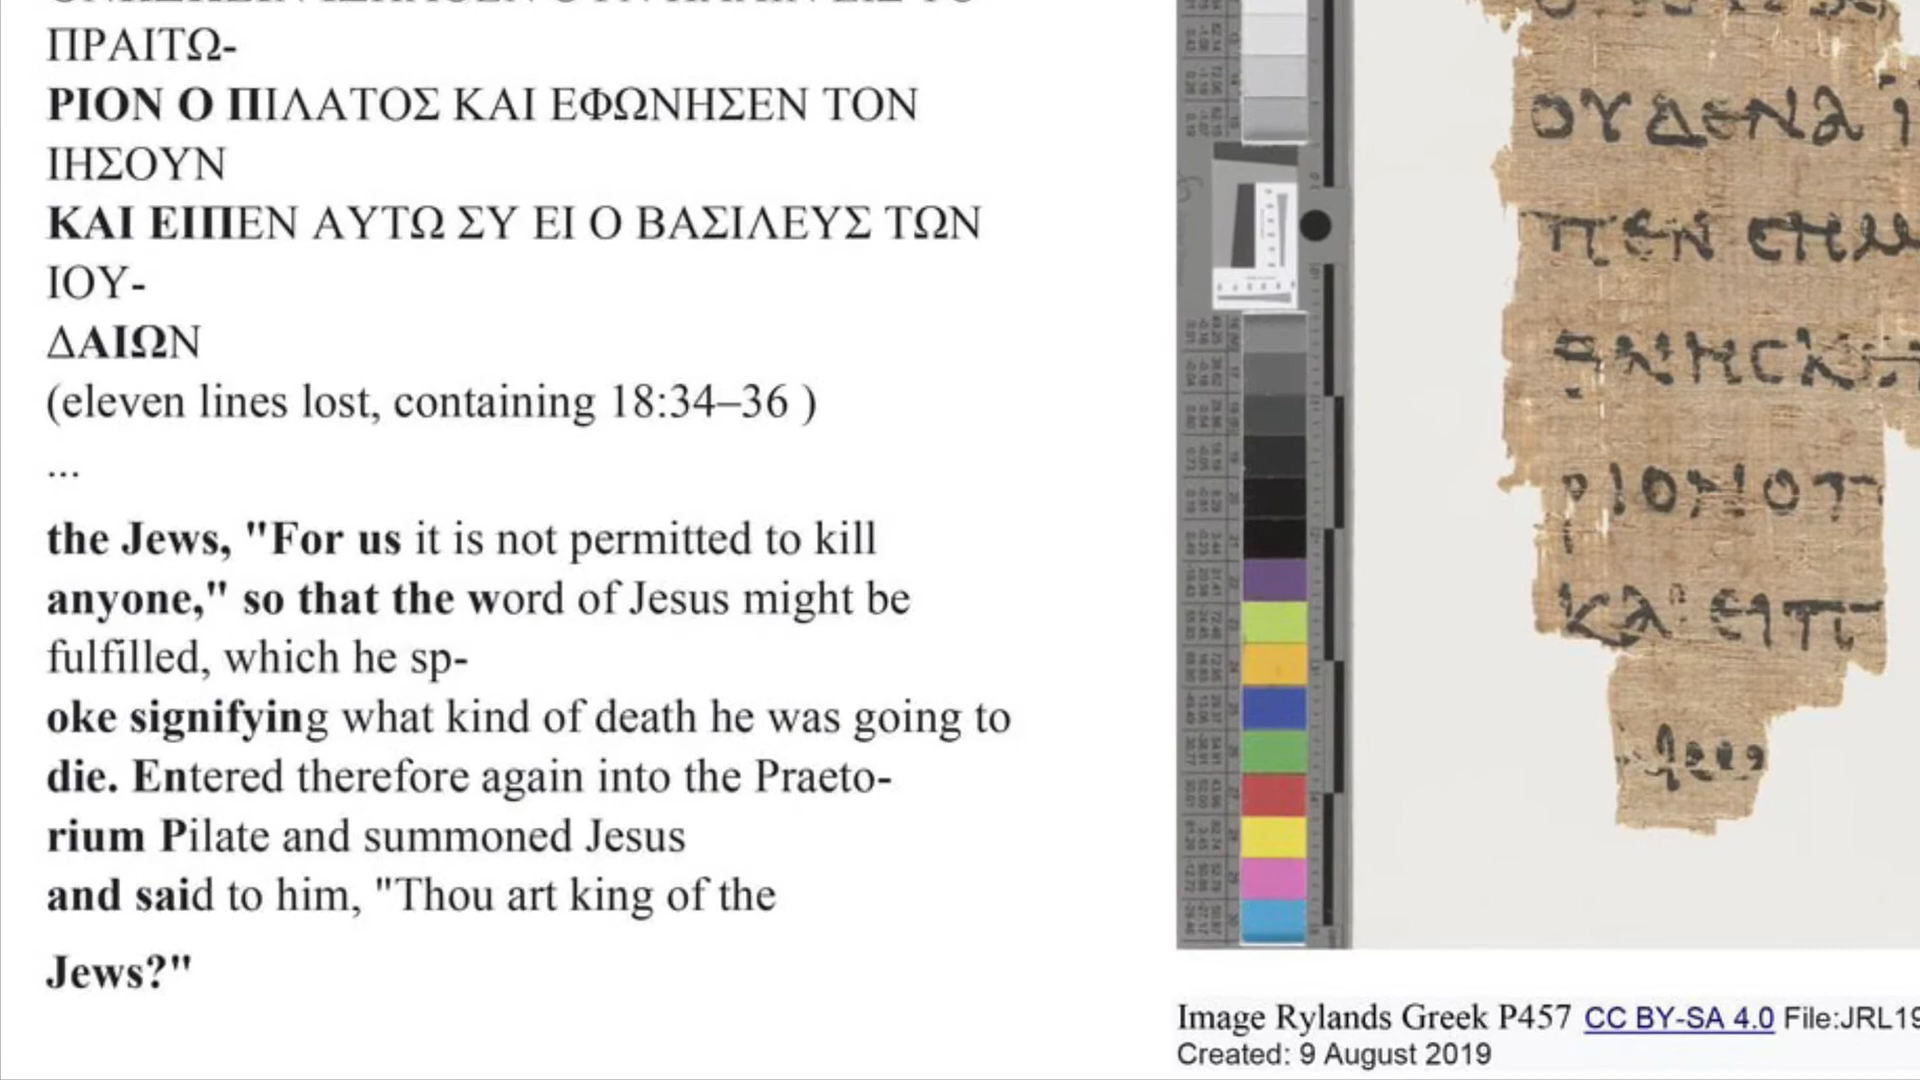 ΠΡΑΙΤΩ-
ΡΙΟΝ Ο ΠΙΛΑΤΟΣ ΚΑΙ ΕΦΩΝΗΣΕΝ ΤΟΝ
ΙΗΣΟΥΝ
ΚΑΙ ΕΙΠΕΝ ΑΥΤΩ ΣΥ ΕΙ Ο ΒΑΣΙΛΕΥΣ ΤΩΝ
ΙΟΥ-
ΔΑΙΩΝ
(eleven lines lost, containing 18:34–36 )
...
the Jews, "For us it is not permitted to kill
anyone," so that the word of Jesus might be
fulfilled, which he sp-
oke signifying what kind of death he was going to
die. Entered therefore again into the Praeto-
rium Pilate and summoned Jesus
and said to him, "Thou art king of the
Jews?"
ΟΥΔΕΝΑ Ϊ
ΠΕΝ ϹΗΜ
ΡΙΟΝΟΠ
ΚΑΙ ΕΙΠ
Image Rylands Greek P457 CC BY-SA 4.0 File:JRL19
Created: 9 August 2019